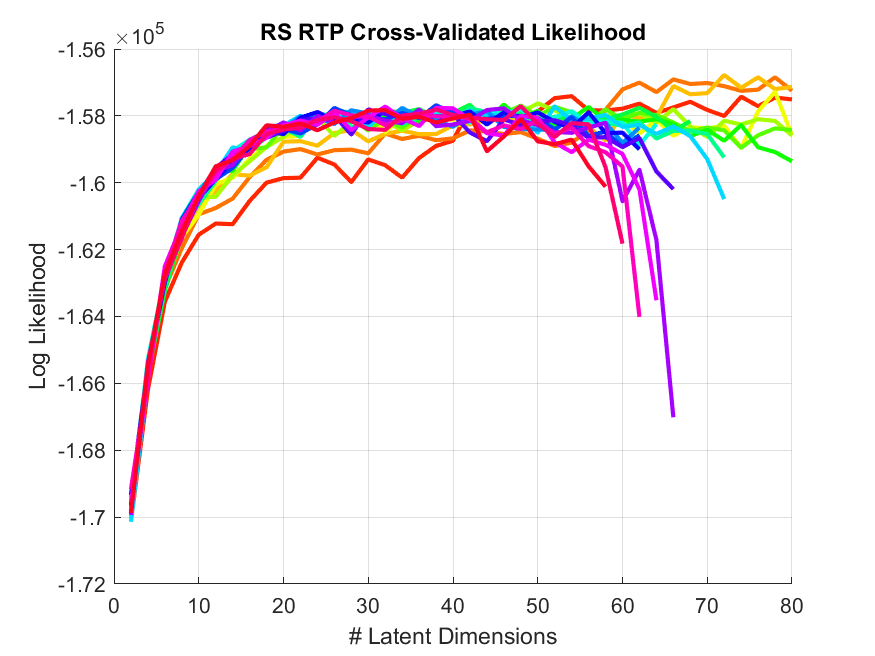 RS RTP Cross-Validated Likelihood
×10^5
-1.56
-1.58
-1.6
-1.62
-1.64
-1.66
-1.68
-1.7
-1.72
Log Likelihood
0 10 20 30 40 50 60 70 80
# Latent Dimensions